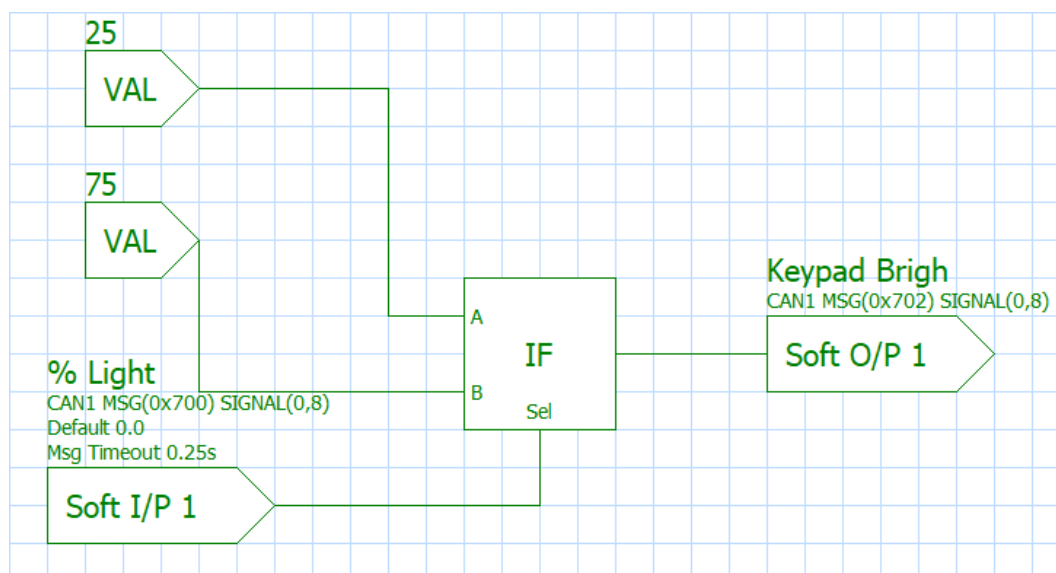 25
VAL
75
VAL
% Light
CAN1 MSG(0x700) SIGNAL(0,8)
Default 0.0
Msg Timeout 0.25s
Soft I/P 1
A
IF
B
Sel
Keypad Brigh
CAN1 MSG(0x702) SIGNAL(0,8)
Soft O/P 1